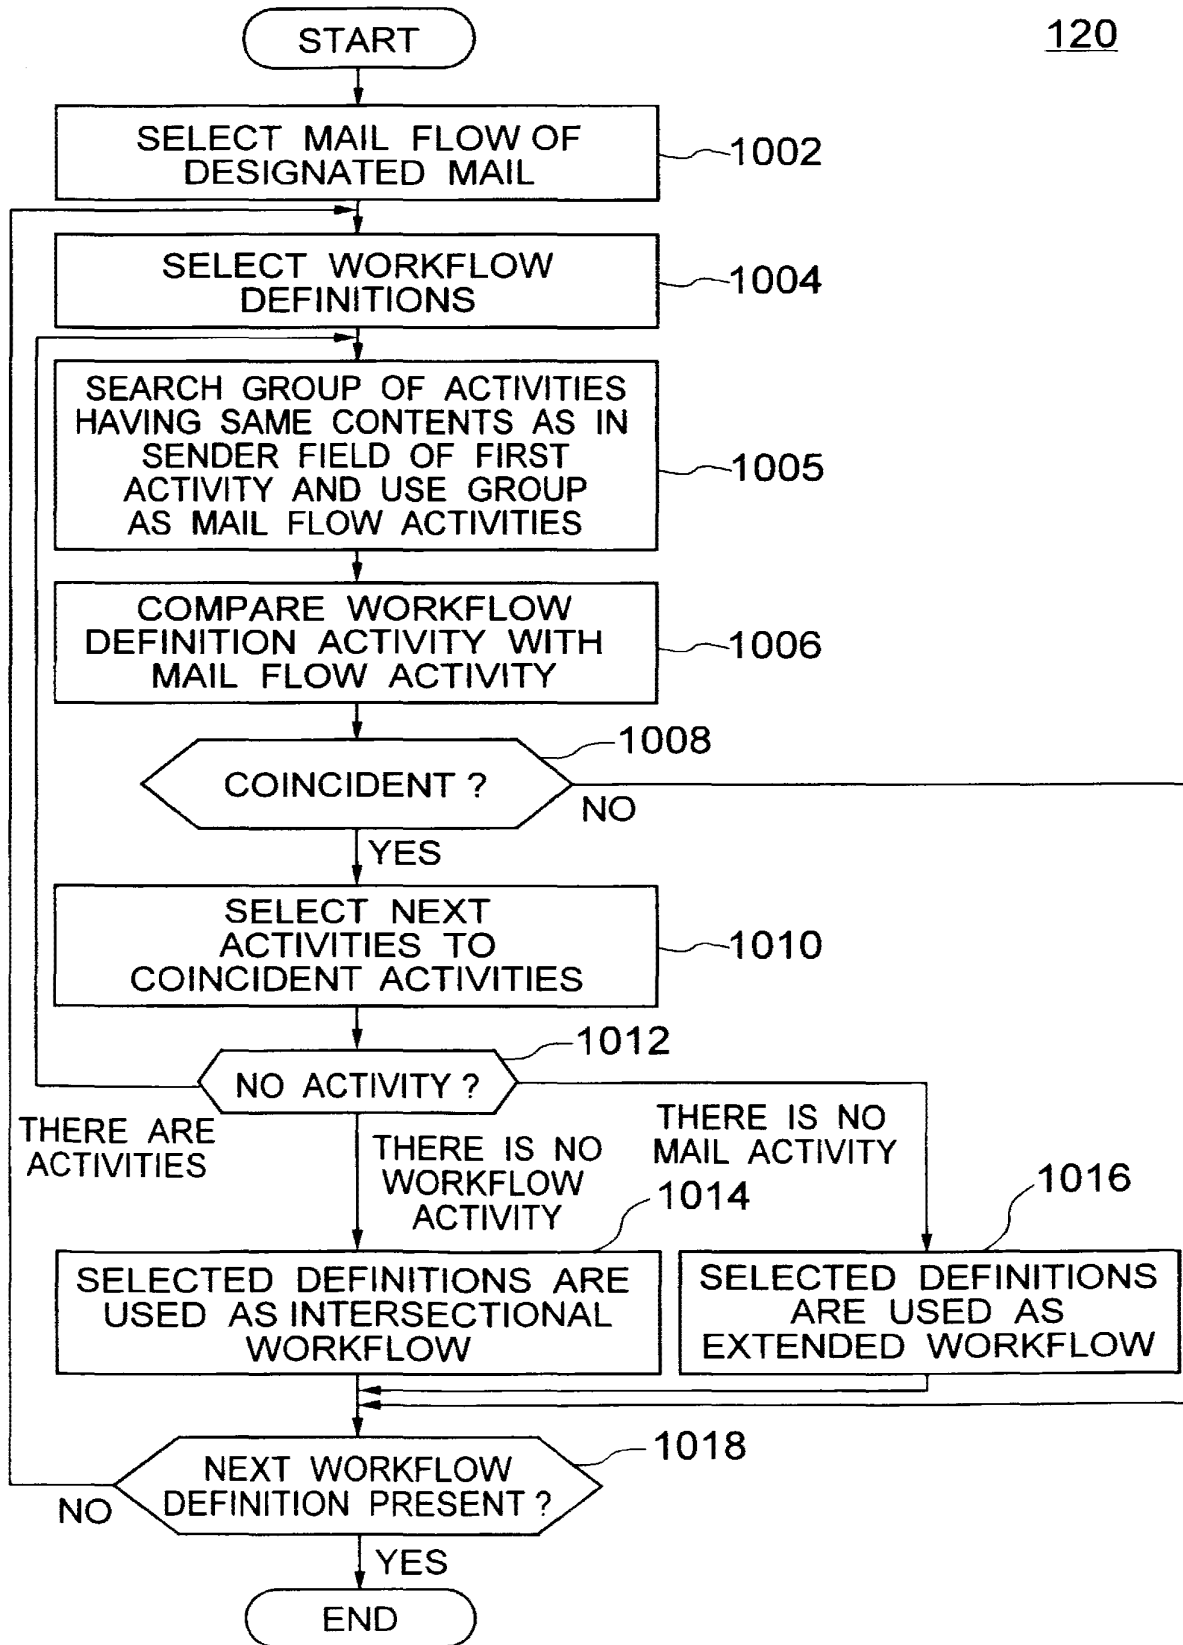 START
120
SELECT MAIL FLOW OF
DESIGNATED MAIL
1002
SELECT WORKFLOW
DEFINITIONS
1004
SEARCH GROUP OF ACTIVITIES
HAVING SAME CONTENTS AS IN
SENDER FIELD OF FIRST
ACTIVITY AND USE GROUP
AS MAIL FLOW ACTIVITIES
1005
COMPARE WORKFLOW
DEFINITION ACTIVITY WITH
MAIL FLOW ACTIVITY
1006
1008
COINCIDENT ?
NO
YES
SELECT NEXT
ACTIVITIES TO
COINCIDENT ACTIVITIES
1010
1012
NO ACTIVITY ?
THERE ARE
ACTIVITIES
THERE IS NO
WORKFLOW
ACTIVITY
THERE IS NO
MAIL ACTIVITY
1014
1016
SELECTED DEFINITIONS ARE
USED AS INTERSECTIONAL
WORKFLOW
SELECTED DEFINITIONS
ARE USED AS
EXTENDED WORKFLOW
1018
NEXT WORKFLOW
DEFINITION PRESENT ?
NO
YES
END